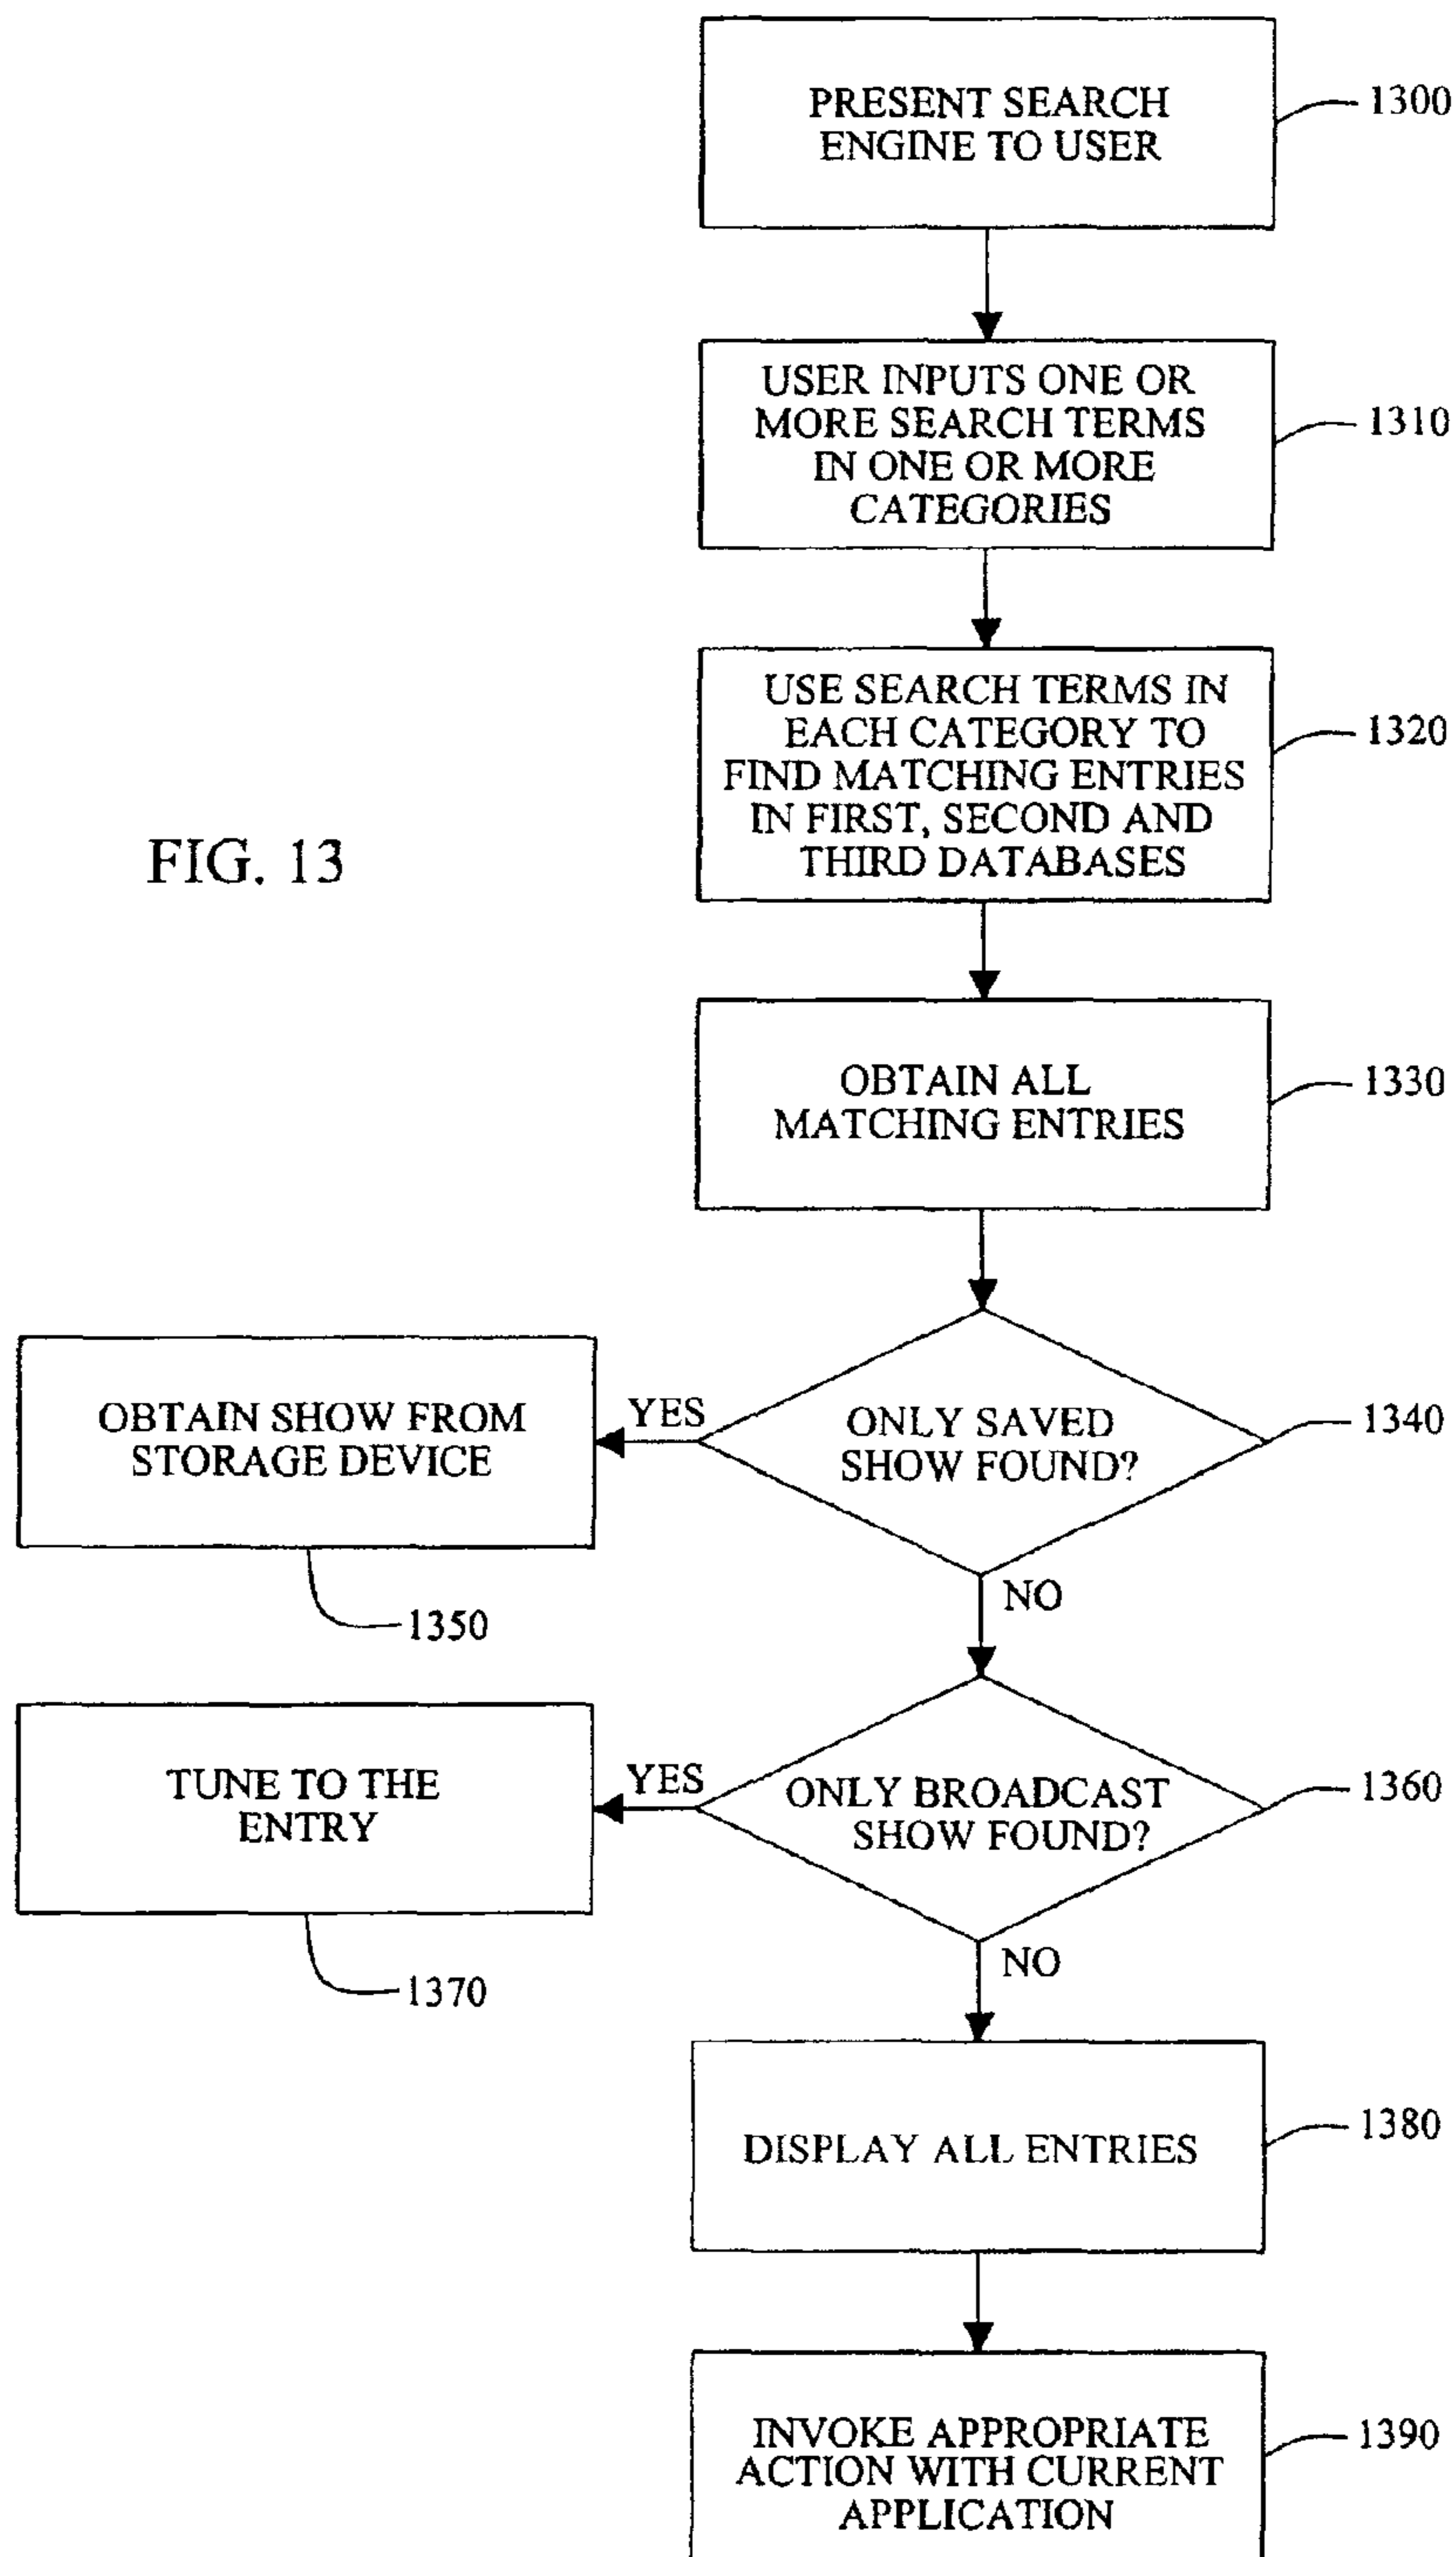 PRESENT SEARCH
ENGINE TO USER
1300
USER INPUTS ONE OR
MORE SEARCH TERMS
IN ONE OR MORE
CATEGORIES
1310
USE SEARCH TERMS IN
EACH CATEGORY TO
FIND MATCHING ENTRIES
IN FIRST, SECOND AND
THIRD DATABASES
1320
FIG. 13
OBTAIN ALL
MATCHING ENTRIES
1330
ONLY SAVED
SHOW FOUND?
1340
YES
OBTAIN SHOW FROM
STORAGE DEVICE
1350
NO
ONLY BROADCAST
SHOW FOUND?
1360
YES
TUNE TO THE
ENTRY
1370
NO
DISPLAY ALL ENTRIES
1380
INVOKE APPROPRIATE
ACTION WITH CURRENT
APPLICATION
1390